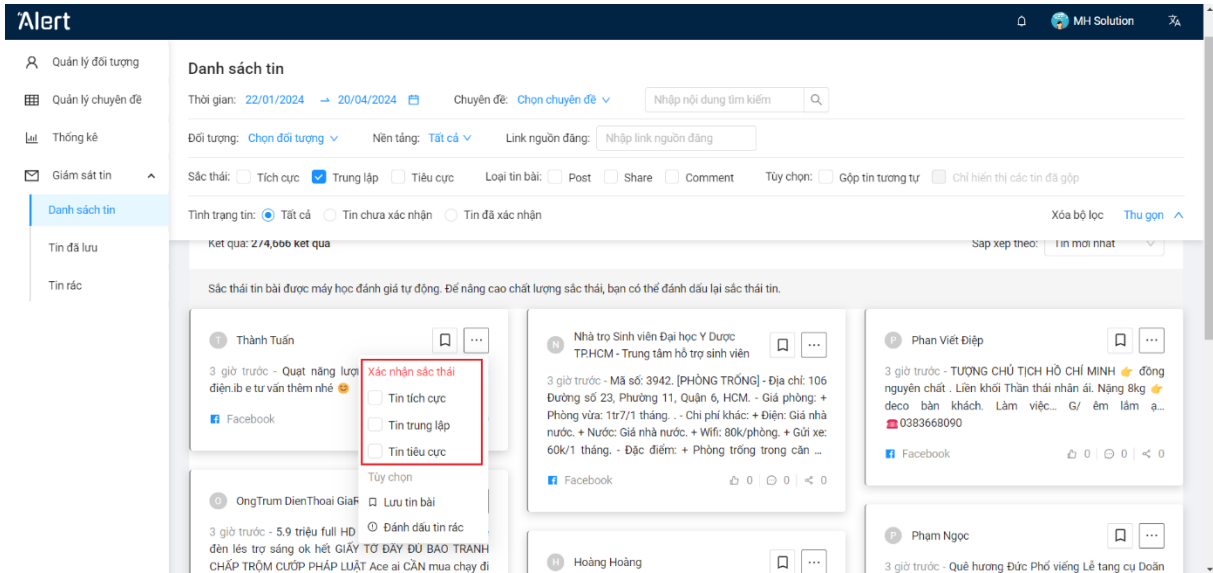 Alert
MH Solution
Quản lý đối tượng
Quản lý chuyên đề
Thống kê
Giám sát tin
Danh sách tin
Tin đã lưu
Tin rác
Danh sách tin
Thời gian: 22/01/2024 → 20/04/2024 Chuyên đề: Chọn chuyên đề Nhập nội dung tìm kiếm
Đối tượng: Chọn đối tượng Nền tảng: Tất cả Link nguồn đăng: Nhập link nguồn đăng
Sắc thái: Tích cực Trung lập Tiêu cực Loại tin bài: Post Share Comment Tùy chọn: Gộp tin tương tự Chỉ hiển thị các tin đã gộp
Tình trạng tin: Tất cả Tin chưa xác nhận Tin đã xác nhận Xóa bộ lọc Thu gọn
Kết quả: 274,666 kết quả Sắp xếp theo: Tin mới nhất
Sắc thái tin bài được máy học đánh giá tự động. Để nâng cao chất lượng sắc thái, bạn có thể đánh dấu lại sắc thái tin.
T Thành Tuấn
3 giờ trước - Quạt năng lượ
điện.ib e tư vấn thêm nhé 😊
Facebook
Xác nhận sắc thái
Tin tích cực
Tin trung lập
Tin tiêu cực
Tùy chọn
Lưu tin bài
Đánh dấu tin rác
O OngTrum DienThoai GiaR
3 giờ trước - 5.9 triệu full HD
đèn lés trợ sáng ok hết GIẤY TỜ ĐẦY ĐỦ BAO TRANH
CHẤP TRỘM CƯỚP PHÁP LUẬT Ace ai CẦN mua chạy đi
N Nhà trọ Sinh viên Đại học Y Dược
TP.HCM - Trung tâm hỗ trợ sinh viên
3 giờ trước - Mã số: 3942. [PHÒNG TRỐNG] - Địa chỉ: 106
Đường số 23, Phường 11, Quận 6, HCM. - Giá phòng: +
Phòng vừa: 1tr7/1 tháng. . - Chi phí khác: + Điện: Giá nhà
nước. + Nước: Giá nhà nước. + Wifi: 80k/phòng. + Gửi xe:
60k/1 tháng. - Đặc điểm: + Phòng trống trong căn ...
Facebook 0 0 0
H Hoàng Hoàng
P Phan Viết Điệp
3 giờ trước - TƯỢNG CHỦ TỊCH HỒ CHÍ MINH 👉 đồng
nguyên chất . Liền khối Thần thái nhân ái. Nặng 8kg 👉
deco bàn khách. Làm việc... G/ êm lắm ạ...
☎0383668090
Facebook 0 0 0
P Phạm Ngọc
3 giờ trước - Quê hương Đức Phổ viếng Lễ tang cụ Doãn